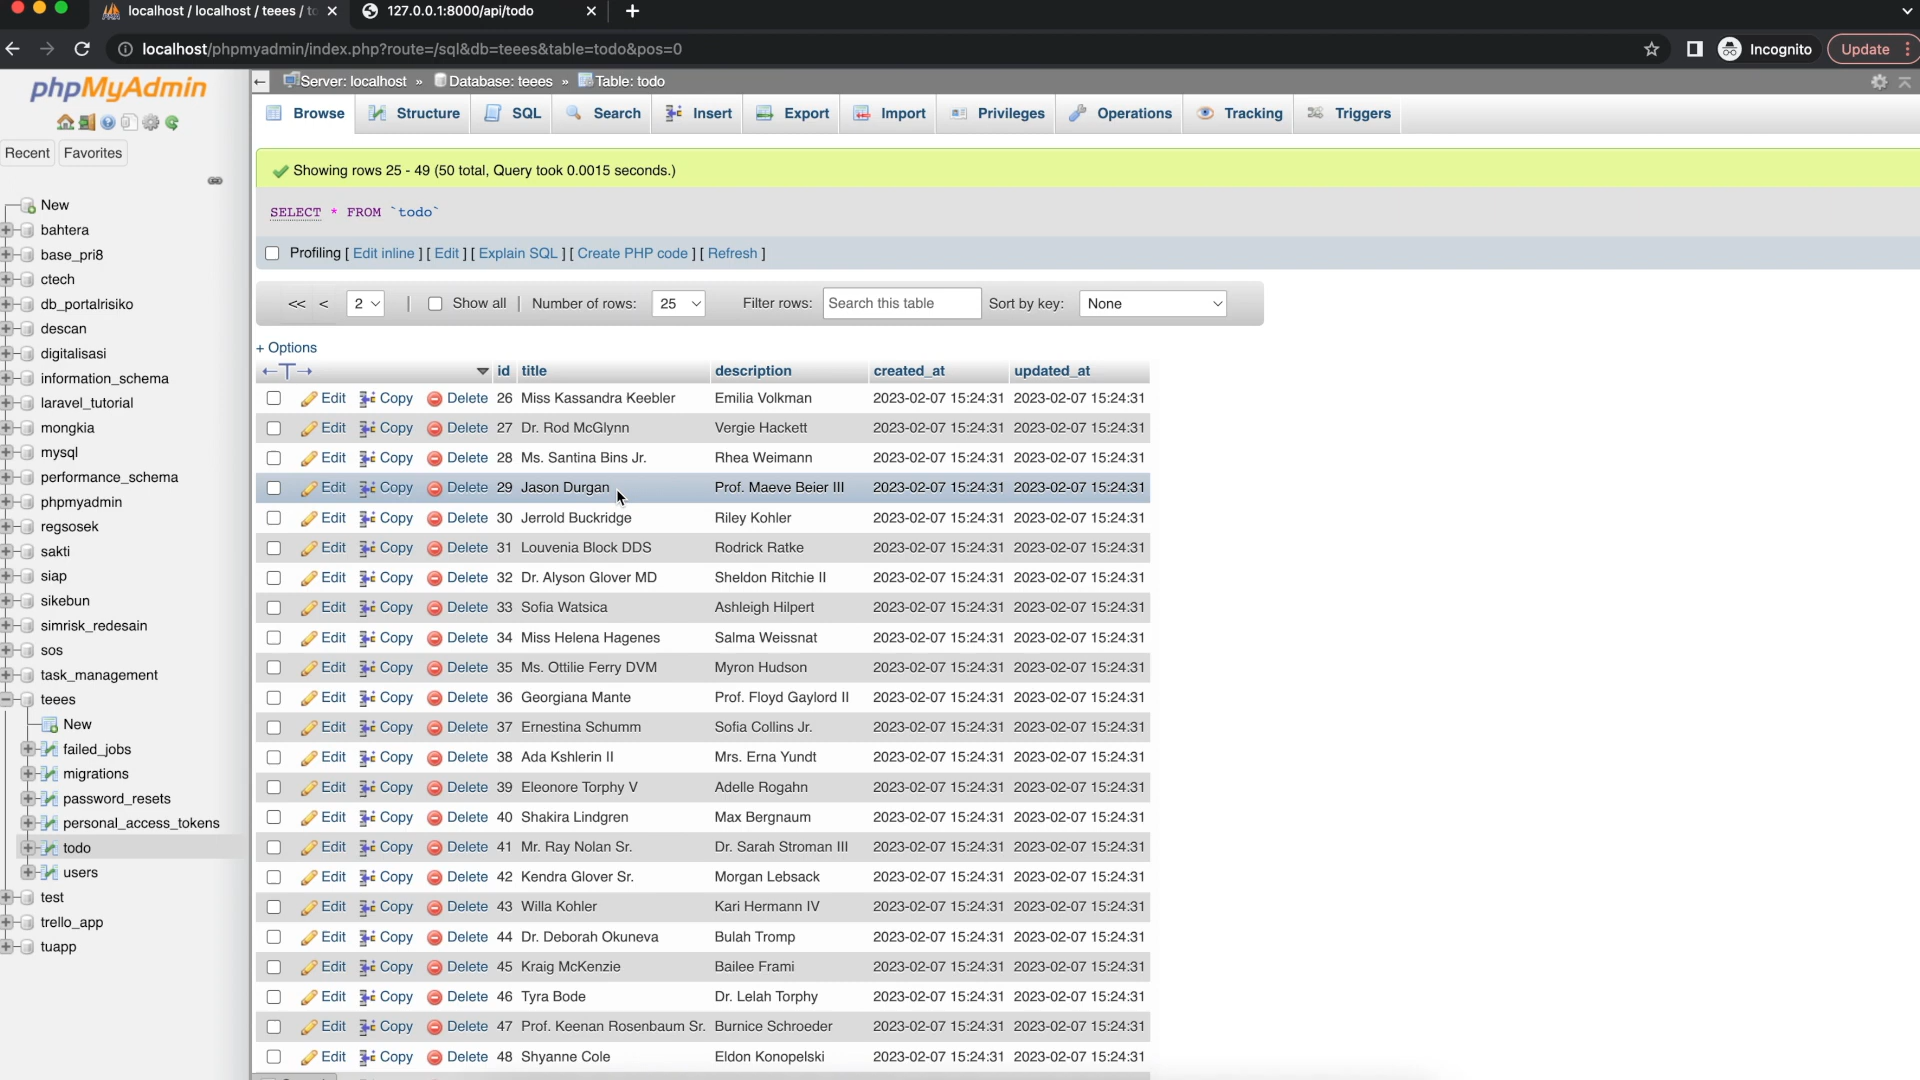 localhost / localhost / teees / to
127.0.0.1:8000/api/todo
localhost/phpmyadmin/index.php?route=/sql&db=teees&table=todo&pos=0
Incognito
Update
phpMyAdmin
Recent
Favorites
New
bahtera
base_pri8
ctech
db_portalrisiko
descan
digitalisasi
information_schema
laravel_tutorial
mongkia
mysql
performance_schema
phpmyadmin
regsosek
sakti
siap
sikebun
simrisk_redesain
sos
task_management
teees
New
failed_jobs
migrations
password_resets
personal_access_tokens
todo
users
test
trello_app
tuapp
Server: localhost » Database: teees » Table: todo
Browse Structure SQL Search Insert Export Import Privileges Operations Tracking Triggers
Showing rows 25 - 49 (50 total, Query took 0.0015 seconds.)
SELECT * FROM `todo`
Profiling [ Edit inline ] [ Edit ] [ Explain SQL ] [ Create PHP code ] [ Refresh ]
<< < 2 | Show all | Number of rows: 25 Filter rows: Search this table Sort by key: None
+ Options
←T→ id title description created_at updated_at
Edit Copy Delete 26 Miss Kassandra Keebler Emilia Volkman 2023-02-07 15:24:31 2023-02-07 15:24:31
Edit Copy Delete 27 Dr. Rod McGlynn Vergie Hackett 2023-02-07 15:24:31 2023-02-07 15:24:31
Edit Copy Delete 28 Ms. Santina Bins Jr. Rhea Weimann 2023-02-07 15:24:31 2023-02-07 15:24:31
Edit Copy Delete 29 Jason Durgan Prof. Maeve Beier III 2023-02-07 15:24:31 2023-02-07 15:24:31
Edit Copy Delete 30 Jerrold Buckridge Riley Kohler 2023-02-07 15:24:31 2023-02-07 15:24:31
Edit Copy Delete 31 Louvenia Block DDS Rodrick Ratke 2023-02-07 15:24:31 2023-02-07 15:24:31
Edit Copy Delete 32 Dr. Alyson Glover MD Sheldon Ritchie II 2023-02-07 15:24:31 2023-02-07 15:24:31
Edit Copy Delete 33 Sofia Watsica Ashleigh Hilpert 2023-02-07 15:24:31 2023-02-07 15:24:31
Edit Copy Delete 34 Miss Helena Hagenes Salma Weissnat 2023-02-07 15:24:31 2023-02-07 15:24:31
Edit Copy Delete 35 Ms. Ottilie Ferry DVM Myron Hudson 2023-02-07 15:24:31 2023-02-07 15:24:31
Edit Copy Delete 36 Georgiana Mante Prof. Floyd Gaylord II 2023-02-07 15:24:31 2023-02-07 15:24:31
Edit Copy Delete 37 Ernestina Schumm Sofia Collins Jr. 2023-02-07 15:24:31 2023-02-07 15:24:31
Edit Copy Delete 38 Ada Kshlerin II Mrs. Erna Yundt 2023-02-07 15:24:31 2023-02-07 15:24:31
Edit Copy Delete 39 Eleonore Torphy V Adelle Rogahn 2023-02-07 15:24:31 2023-02-07 15:24:31
Edit Copy Delete 40 Shakira Lindgren Max Bergnaum 2023-02-07 15:24:31 2023-02-07 15:24:31
Edit Copy Delete 41 Mr. Ray Nolan Sr. Dr. Sarah Stroman III 2023-02-07 15:24:31 2023-02-07 15:24:31
Edit Copy Delete 42 Kendra Glover Sr. Morgan Lebsack 2023-02-07 15:24:31 2023-02-07 15:24:31
Edit Copy Delete 43 Willa Kohler Kari Hermann IV 2023-02-07 15:24:31 2023-02-07 15:24:31
Edit Copy Delete 44 Dr. Deborah Okuneva Bulah Tromp 2023-02-07 15:24:31 2023-02-07 15:24:31
Edit Copy Delete 45 Kraig McKenzie Bailee Frami 2023-02-07 15:24:31 2023-02-07 15:24:31
Edit Copy Delete 46 Tyra Bode Dr. Lelah Torphy 2023-02-07 15:24:31 2023-02-07 15:24:31
Edit Copy Delete 47 Prof. Keenan Rosenbaum Sr. Burnice Schroeder 2023-02-07 15:24:31 2023-02-07 15:24:31
Edit Copy Delete 48 Shyanne Cole Eldon Konopelski 2023-02-07 15:24:31 2023-02-07 15:24:31